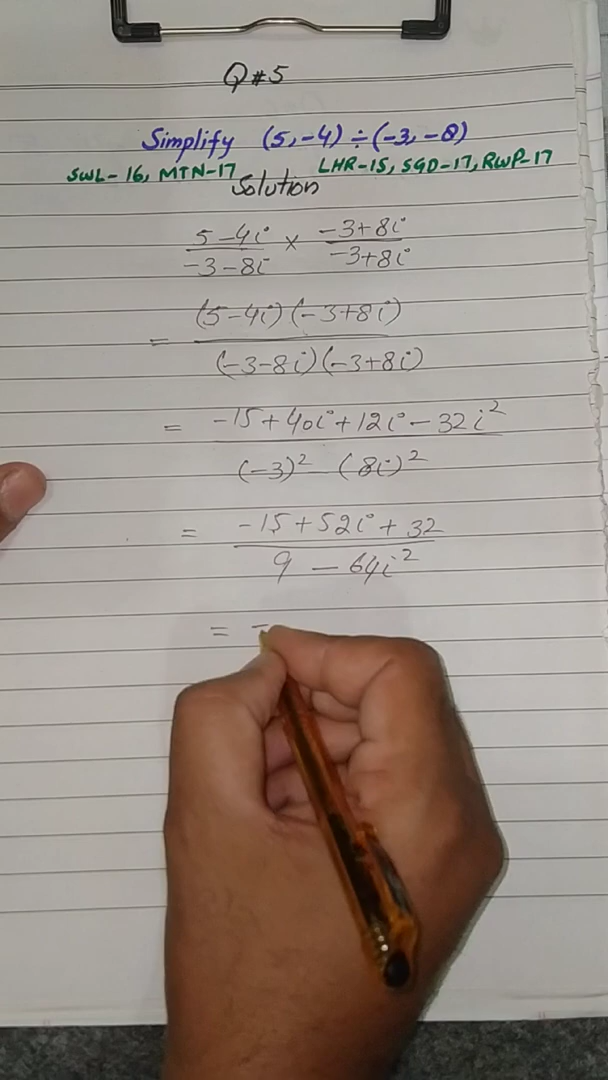 Q#5
Simplify (5,-4)÷(-3,-8)
SWL-16, MTN-17 LHR-15, SGD-17, RWP-17
Solution
5-4i / -3-8i × -3+8i / -3+8i
= (5-4i)(-3+8i) / (-3-8i)(-3+8i)
= -15+40i+12i-32i² / (-3)² (8i)²
= -15+52i+32 / 9-64i²
= -